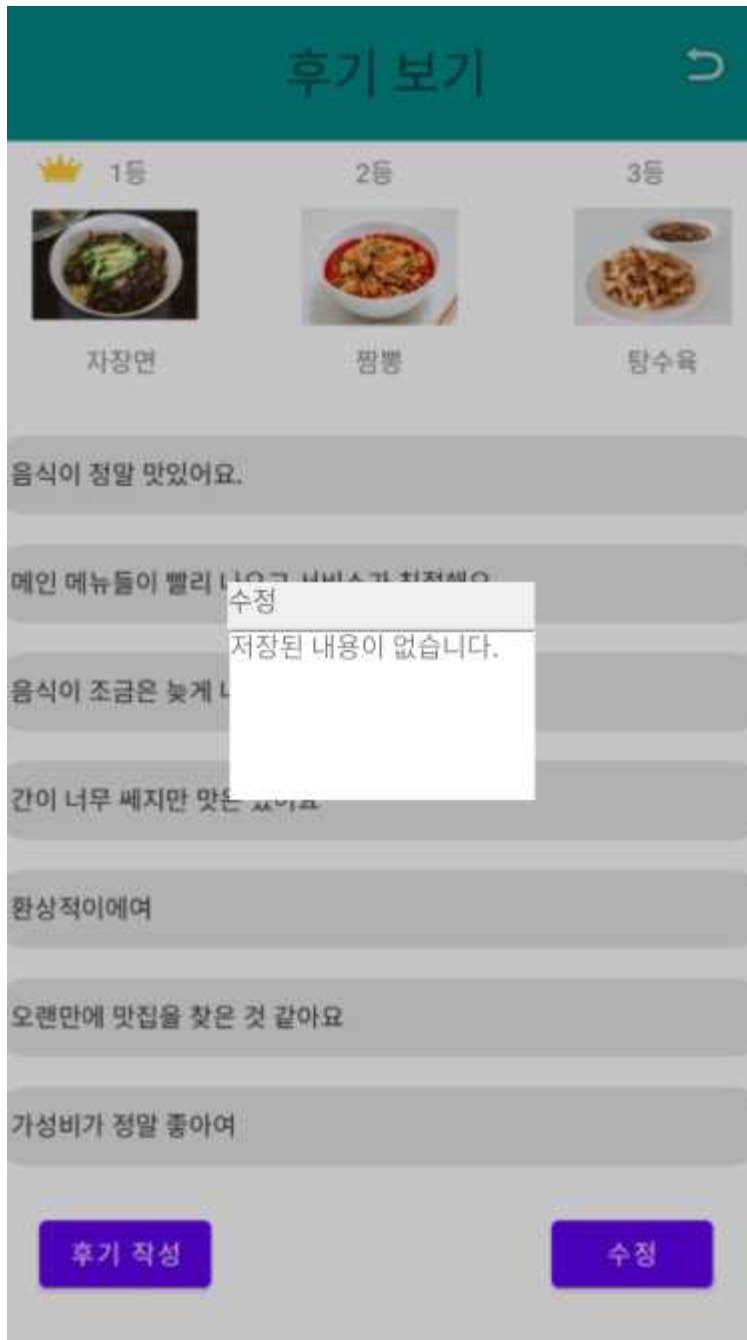 후기 보기
1등
2등
3등
자장면
짬뽕
탕수육
음식이 정말 맛있어요.
메인 메뉴들이 빨리
수정
저장된 내용이 없습니다.
음식이 조금은 늦게
간이 너무 쎄지만 맛은 있어요
환상적이에여
오랜만에 맛집을 찾은 것 같아요
가성비가 정말 좋아여
후기 작성
수정